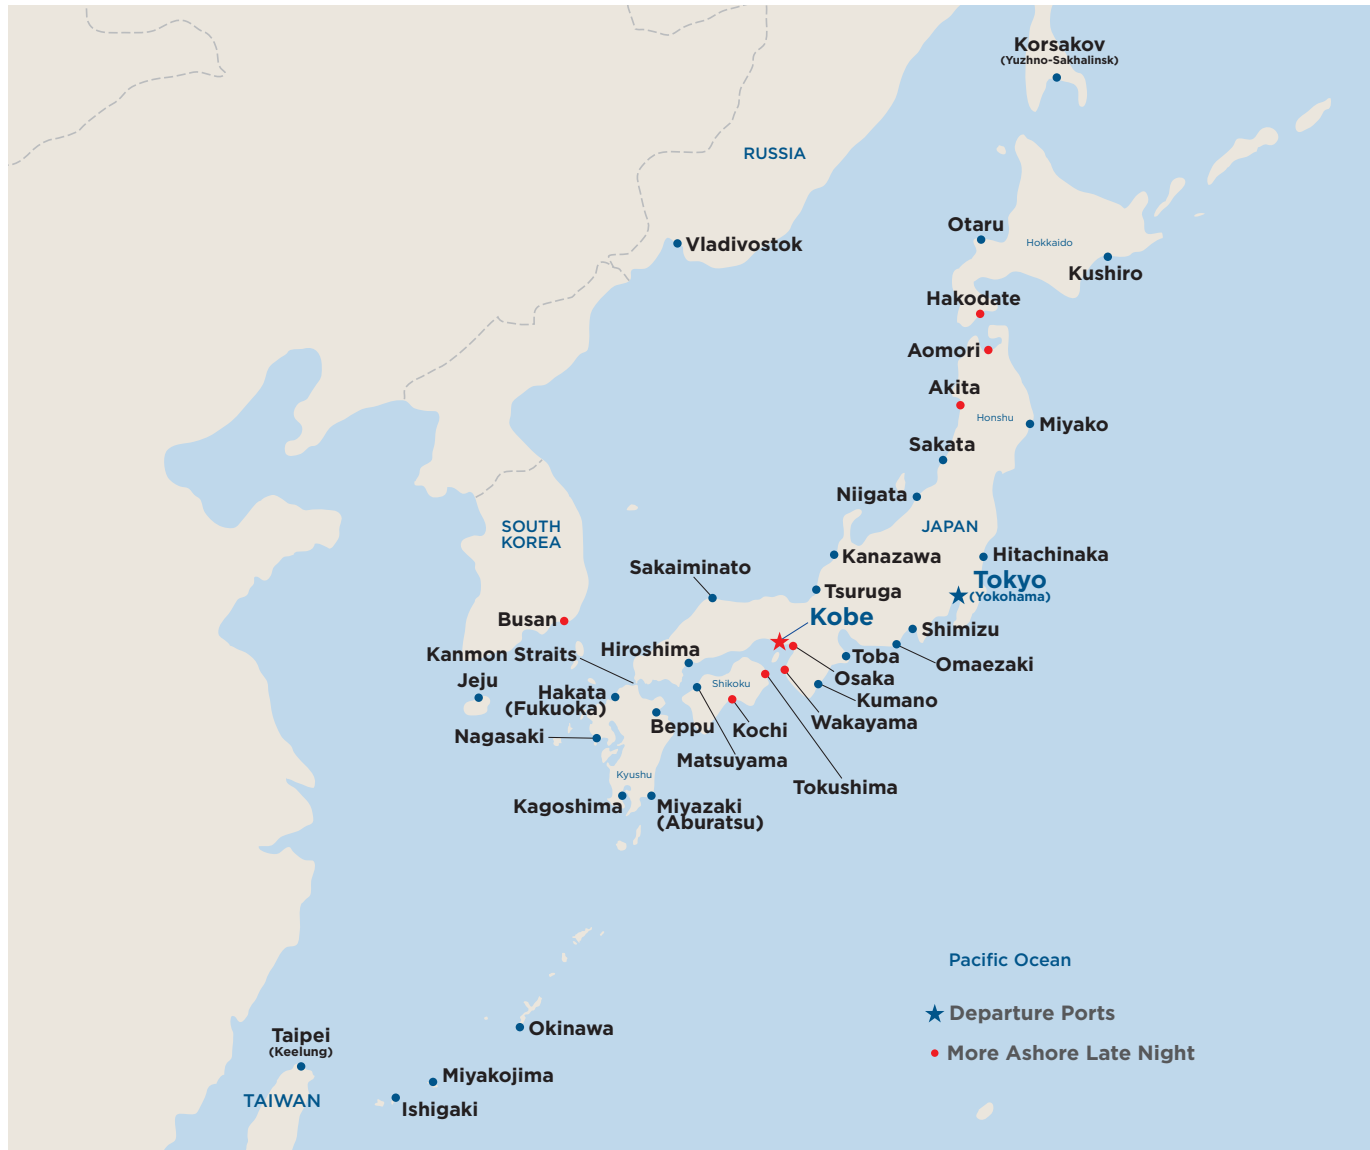 Korsakov
(Yuzhno-Sakhalinsk)
RUSSIA
Otaru
Hokkaido
Vladivostok
Kushiro
Hakodate
Aomori
Akita
Honshu
Miyako
Sakata
Niigata
SOUTH
KOREA
JAPAN
Kanazawa
Hitachinaka
Sakaiminato
Tokyo
(Yokohama)
Tsuruga
Kobe
Busan
Shimizu
Hiroshima
Kanmon Straits
Toba
Omaezaki
Jeju
Shikoku
Osaka
Hakata
(Fukuoka)
Kumano
Wakayama
Beppu
Kochi
Nagasaki
Matsuyama
Kyushu
Tokushima
Kagoshima
Miyazaki
(Aburatsu)
Pacific Ocean
Departure Ports
Okinawa
Taipei
(Keelung)
More Ashore Late Night
Miyakojima
TAIWAN
Ishigaki